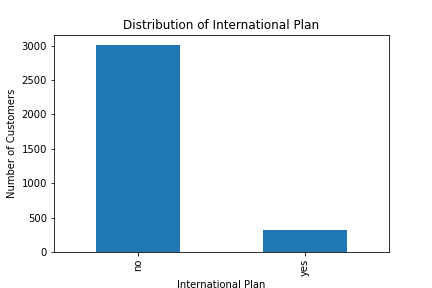 Distribution of International Plan
3000
2500
2000
1500
1000
500
0
Number of Customers
no
yes
International Plan